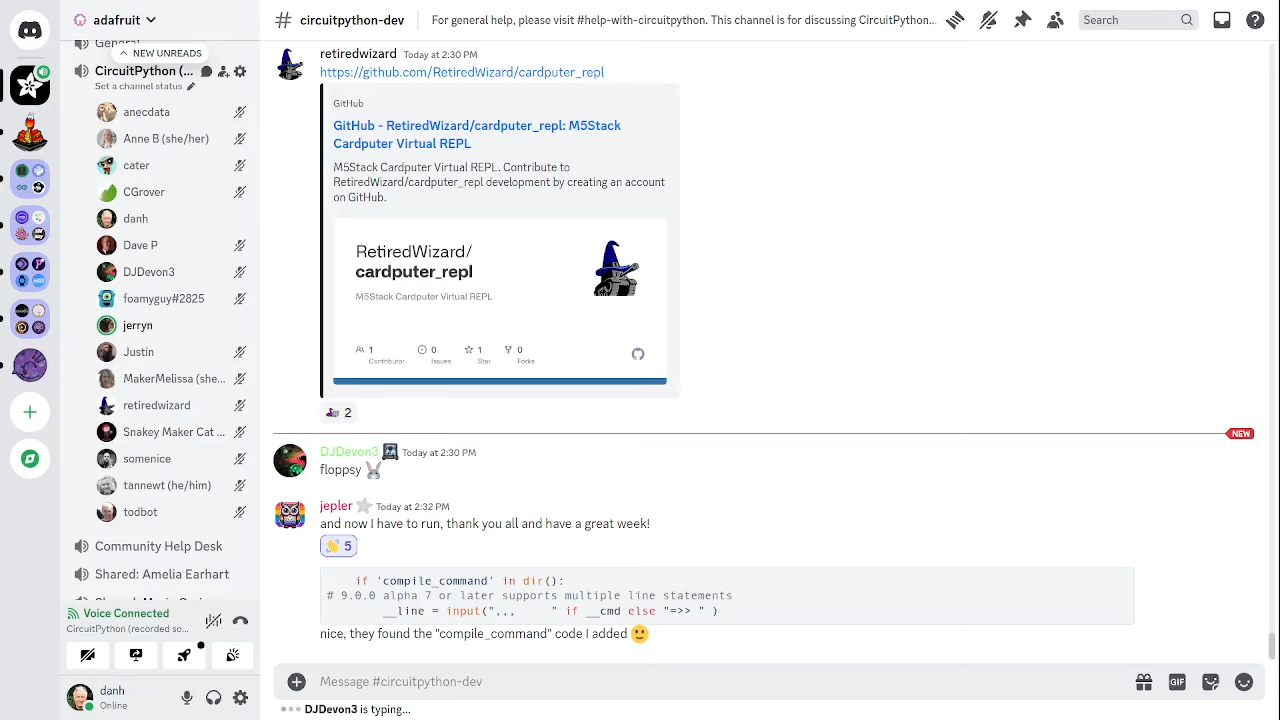 adafruit
# circuitpython-dev
For general help, please visit #help-with-circuitpython. This channel is for discussing CircuitPython...
Search
General
NEW UNREADS
CircuitPython (...
Set a channel status
anecdata
Anne B (she/her)
cater
CGrover
danh
Dave P
DJDevon3
foamyguy#2825
jerryn
Justin
MakerMelissa (she...
retiredwizard
Snakey Maker Cat ...
somenice
tannewt (he/him)
todbot
Community Help Desk
Shared: Amelia Earhart
Voice Connected
CircuitPython (recorded so...
danh
Online
retiredwizard Today at 2:30 PM
https://github.com/RetiredWizard/cardputer_repl
GitHub
GitHub - RetiredWizard/cardputer_repl: M5Stack
Cardputer Virtual REPL
M5Stack Cardputer Virtual REPL. Contribute to
RetiredWizard/cardputer_repl development by creating an account
on GitHub.
RetiredWizard/
cardputer_repl
M5Stack Cardputer Virtual REPL
1 0 1 0
Contributor Issues Star Forks
2
NEW
DJDevon3 Today at 2:30 PM
floppsy 🐰
jepler Today at 2:32 PM
and now I have to run, thank you all and have a great week!
👋 5
if 'compile_command' in dir():
# 9.0.0 alpha 7 or later supports multiple line statements
__line = input(",,, " if __cmd else "=>> " )
nice, they found the "compile_command" code I added 🙂
Message #circuitpython-dev
GIF
DJDevon3 is typing...